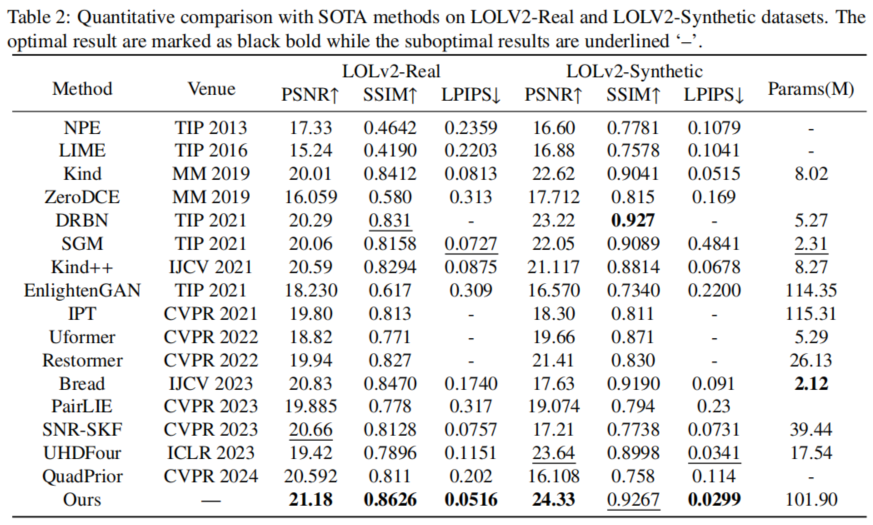 Table 2: Quantitative comparison with SOTA methods on LOLV2-Real and LOLV2-Synthetic datasets. The
optimal result are marked as black bold while the suboptimal results are underlined ‘–’.
Method Venue LOLv2-Real LOLv2-Synthetic Params(M)
PSNR↑ SSIM↑ LPIPS↓ PSNR↑ SSIM↑ LPIPS↓
NPE TIP 2013 17.33 0.4642 0.2359 16.60 0.7781 0.1079 -
LIME TIP 2016 15.24 0.4190 0.2203 16.88 0.7578 0.1041 -
Kind MM 2019 20.01 0.8412 0.0813 22.62 0.9041 0.0515 8.02
ZeroDCE MM 2019 16.059 0.580 0.313 17.712 0.815 0.169
DRBN TIP 2021 20.29 0.831 - 23.22 0.927 - 5.27
SGM TIP 2021 20.06 0.8158 0.0727 22.05 0.9089 0.4841 2.31
Kind++ IJCV 2021 20.59 0.8294 0.0875 21.117 0.8814 0.0678 8.27
EnlightenGAN TIP 2021 18.230 0.617 0.309 16.570 0.7340 0.2200 114.35
IPT CVPR 2021 19.80 0.813 - 18.30 0.811 - 115.31
Uformer CVPR 2022 18.82 0.771 - 19.66 0.871 - 5.29
Restormer CVPR 2022 19.94 0.827 - 21.41 0.830 - 26.13
Bread IJCV 2023 20.83 0.8470 0.1740 17.63 0.9190 0.091 2.12
PairLIE CVPR 2023 19.885 0.778 0.317 19.074 0.794 0.23
SNR-SKF CVPR 2023 20.66 0.8128 0.0757 17.21 0.7738 0.0731 39.44
UHDFour ICLR 2023 19.42 0.7896 0.1151 23.64 0.8998 0.0341 17.54
QuadPrior CVPR 2024 20.592 0.811 0.202 16.108 0.758 0.114 -
Ours — 21.18 0.8626 0.0516 24.33 0.9267 0.0299 101.90